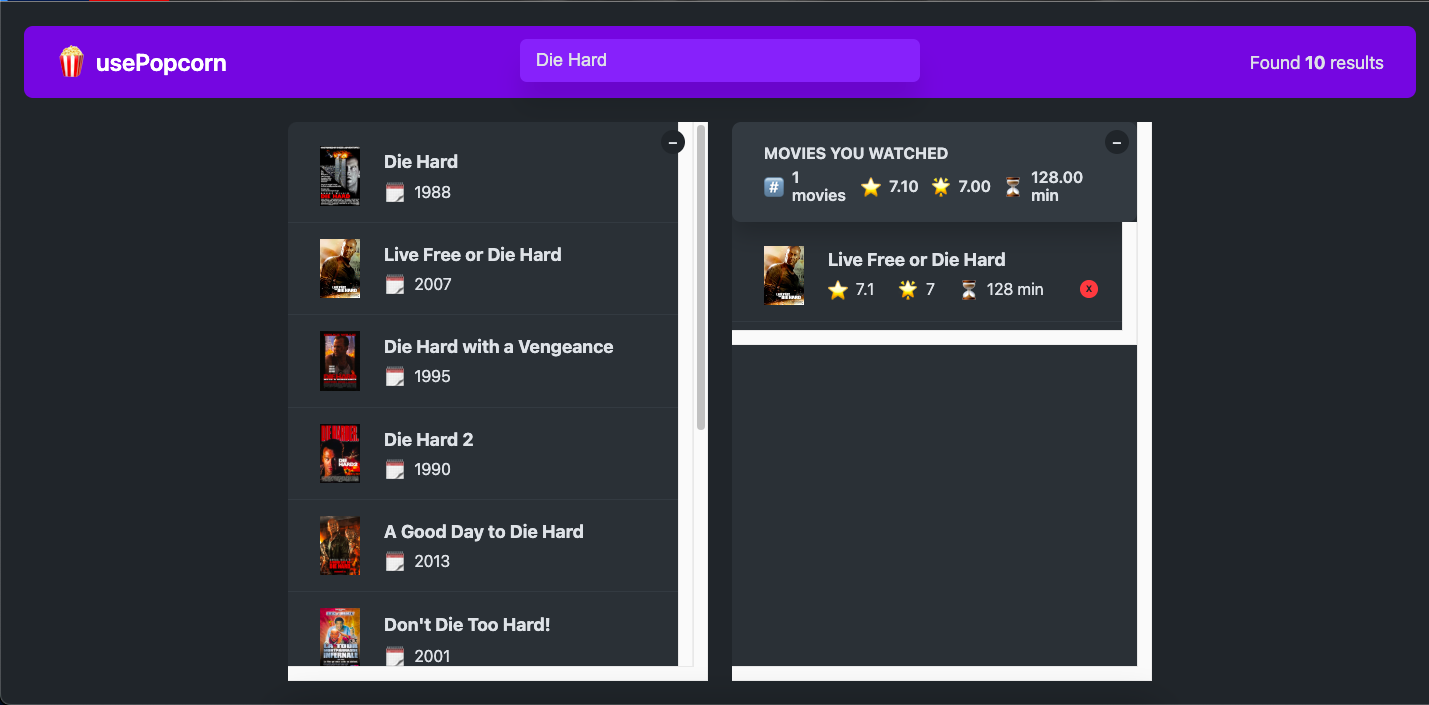 usePopcorn
Die Hard
Found 10 results
Die Hard
1988
Live Free or Die Hard
2007
Die Hard with a Vengeance
1995
Die Hard 2
1990
A Good Day to Die Hard
2013
Don't Die Too Hard!
2001
MOVIES YOU WATCHED
# 1 movies 7.10 7.00 128.00 min
Live Free or Die Hard
7.1 7 128 min X